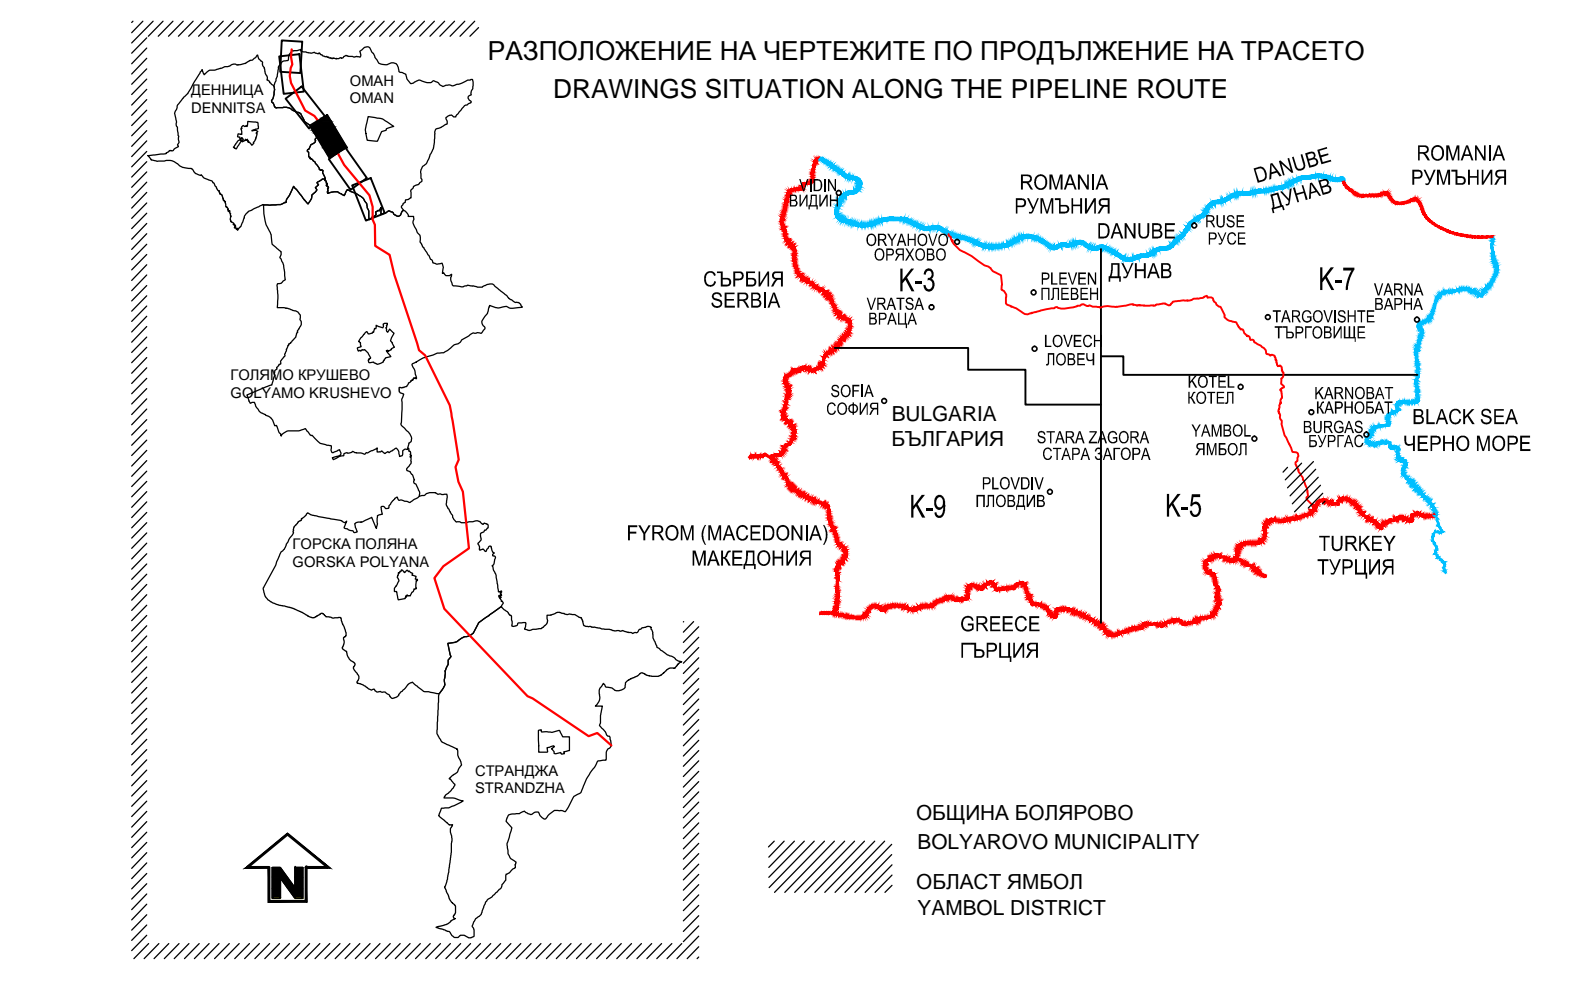 РАЗПОЛОЖЕНИЕ НА ЧЕРТЕЖИТЕ ПО ПРОДЪЛЖЕНИЕ НА ТРАСЕТО
DRAWINGS SITUATION ALONG THE PIPELINE ROUTE
ДЕННИЦА
DENNITSA
ОМАН
OMAN
ГОЛЯМО КРУШЕВО
GOLYAMO KRUSHEVO
ГОРСКА ПОЛЯНА
GORSKA POLYANA
СТРАНДЖА
STRANDZHA
N
VIDIN
ВИДИН
ROMANIA
РУМЪНИЯ
DANUBE
ДУНАВ
ROMANIA
РУМЪНИЯ
ORYAHOVO
ОРЯХОВО
DANUBE
ДУНАВ
RUSE
РУСЕ
СЪРБИЯ
SERBIA
K-3
VRATSA
ВРАЦА
PLEVEN
ПЛЕВЕН
K-7
VARNA
ВАРНА
TARGOVISHTE
ТЪРГОВИЩЕ
LOVECH
ЛОВЕЧ
SOFIA
СОФИЯ
BULGARIA
БЪЛГАРИЯ
KOTEL
КОТЕЛ
KARNOBAT
КАРНОБАТ
BURGAS
БУРГАС
BLACK SEA
ЧЕРНО МОРЕ
STARA ZAGORA
СТАРА ЗАГОРА
YAMBOL
ЯМБОЛ
PLOVDIV
ПЛОВДИВ
K-9
K-5
FYROM (MACEDONIA)
МАКЕДОНИЯ
TURKEY
ТУРЦИЯ
GREECE
ГЪРЦИЯ
ОБЩИНА БОЛЯРОВО
BOLYAROVO MUNICIPALITY
ОБЛАСТ ЯМБОЛ
YAMBOL DISTRICT